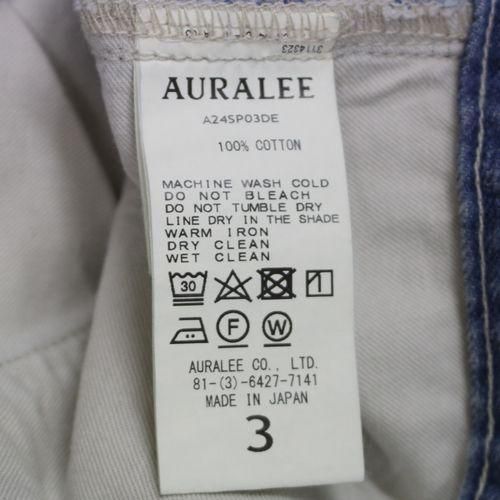 3114323
AURALEE
A24SP03DE
100% COTTON
MACHINE WASH COLD
DO NOT BLEACH
DO NOT TUMBLE DRY
LINE DRY IN THE SHADE
WARM IRON
DRY CLEAN
WET CLEAN
30
F
W
AURALEE CO., LTD.
81-(3)-6427-7141
MADE IN JAPAN
3